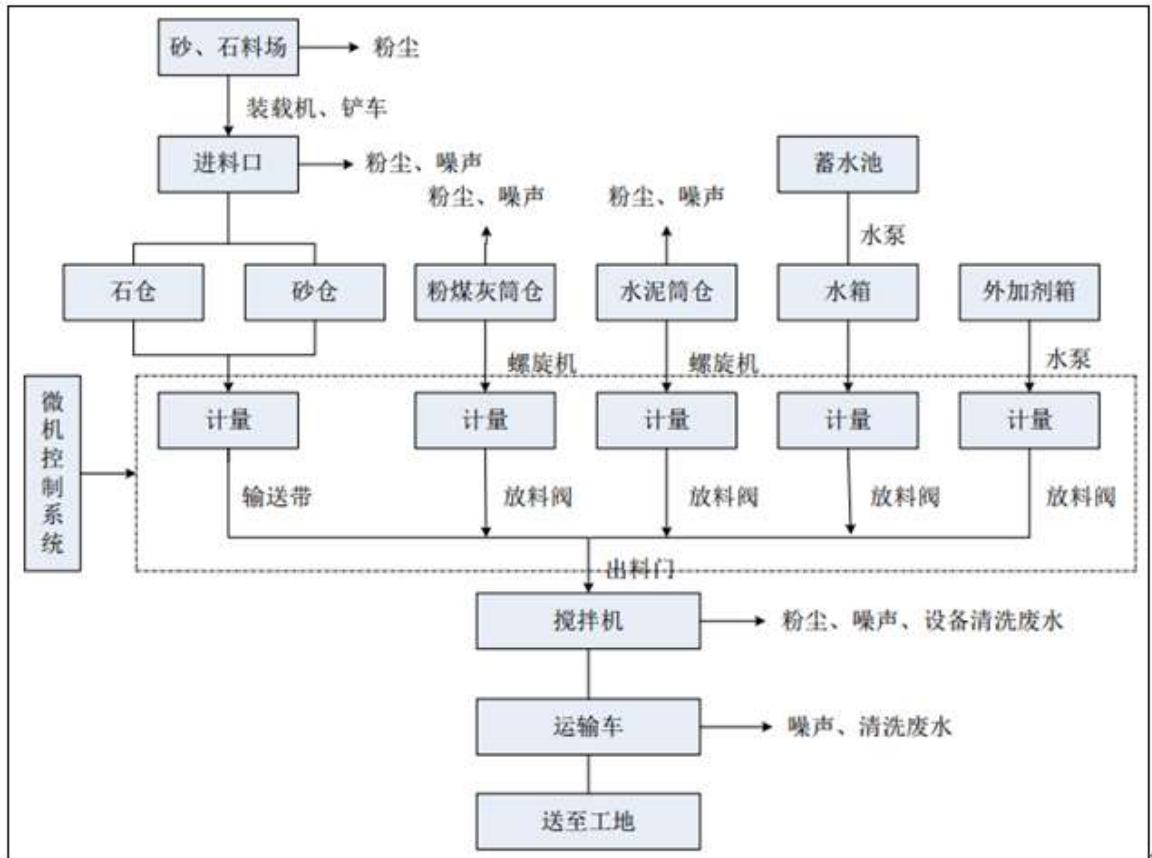 砂、石料场
粉尘
装载机、铲车
进料口
粉尘、噪声
粉尘、噪声
粉尘、噪声
蓄水池
水泵
石仓
砂仓
粉煤灰筒仓
水泥筒仓
水箱
外加剂箱
螺旋机
螺旋机
水泵
微机控制系统
计量
计量
计量
计量
计量
输送带
放料阀
放料阀
放料阀
放料阀
出料门
搅拌机
粉尘、噪声、设备清洗废水
运输车
噪声、清洗废水
送至工地